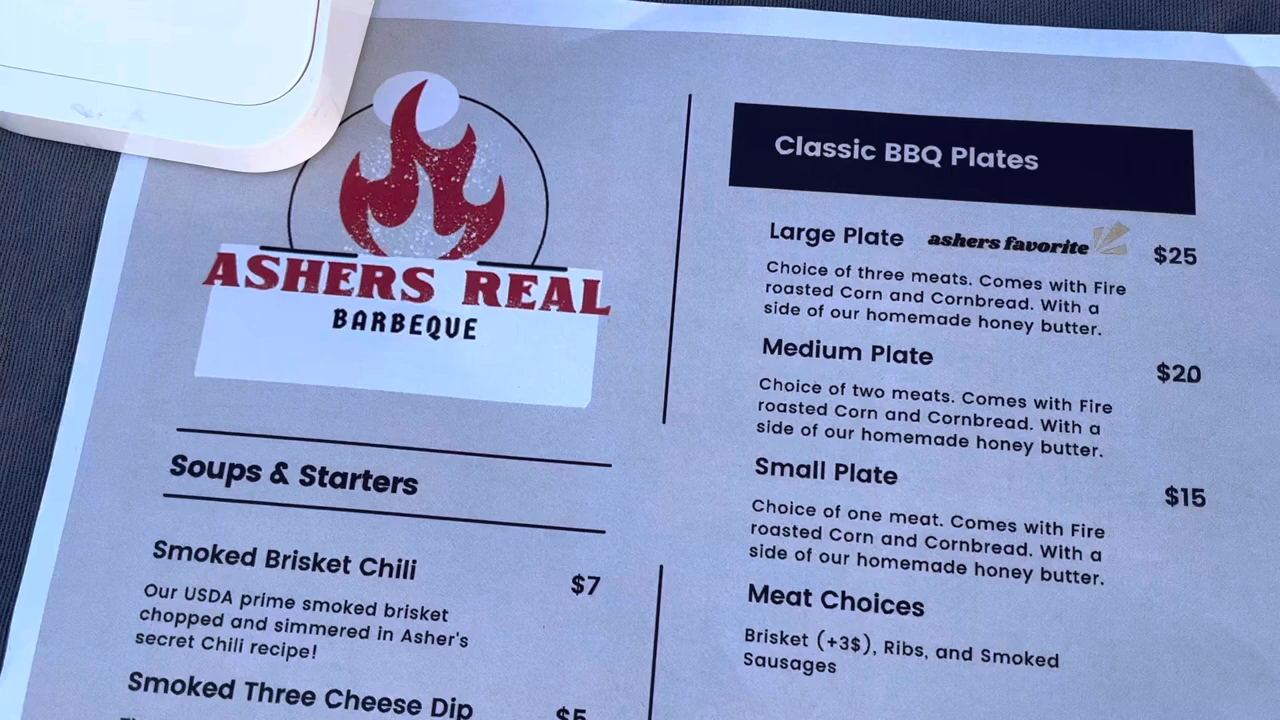 ASHERS REAL
BARBEQUE
Soups & Starters
Smoked Brisket Chili $7
Our USDA prime smoked brisket
chopped and simmered in Asher's
secret Chili recipe!
Smoked Three Cheese Dip $5
Classic BBQ Plates
Large Plate ashers favorite $25
Choice of three meats. Comes with Fire
roasted Corn and Cornbread. With a
side of our homemade honey butter.
Medium Plate $20
Choice of two meats. Comes with Fire
roasted Corn and Cornbread. With a
side of our homemade honey butter.
Small Plate $15
Choice of one meat. Comes with Fire
roasted Corn and Cornbread. With a
side of our homemade honey butter.
Meat Choices
Brisket (+3$), Ribs, and Smoked
Sausages